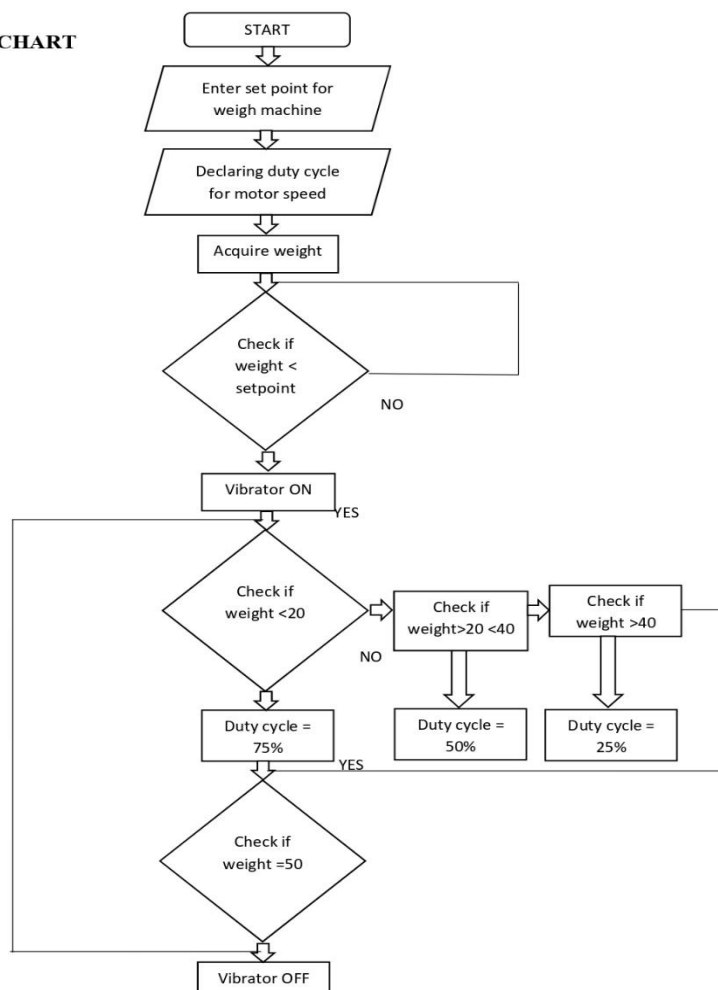 CHART
START
Enter set point for
weigh machine
Declaring duty cycle
for motor speed
Acquire weight
Check if
weight <
setpoint
NO
Vibrator ON
YES
Check if
weight <20
NO
Check if
weight>20 <40
Check if
weight >40
Duty cycle =
75%
YES
Duty cycle =
50%
Duty cycle =
25%
Check if
weight =50
Vibrator OFF